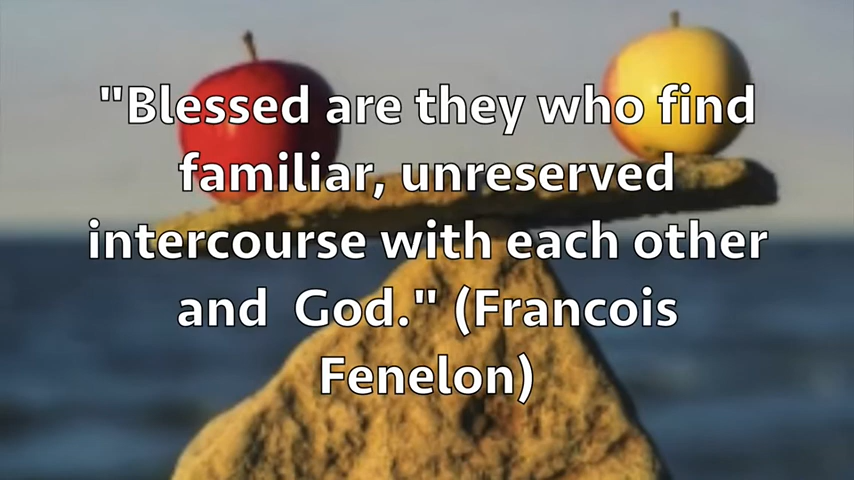 "Blessed are they who find
familiar, unreserved
intercourse with each other
and  God." (Francois
Fenelon)